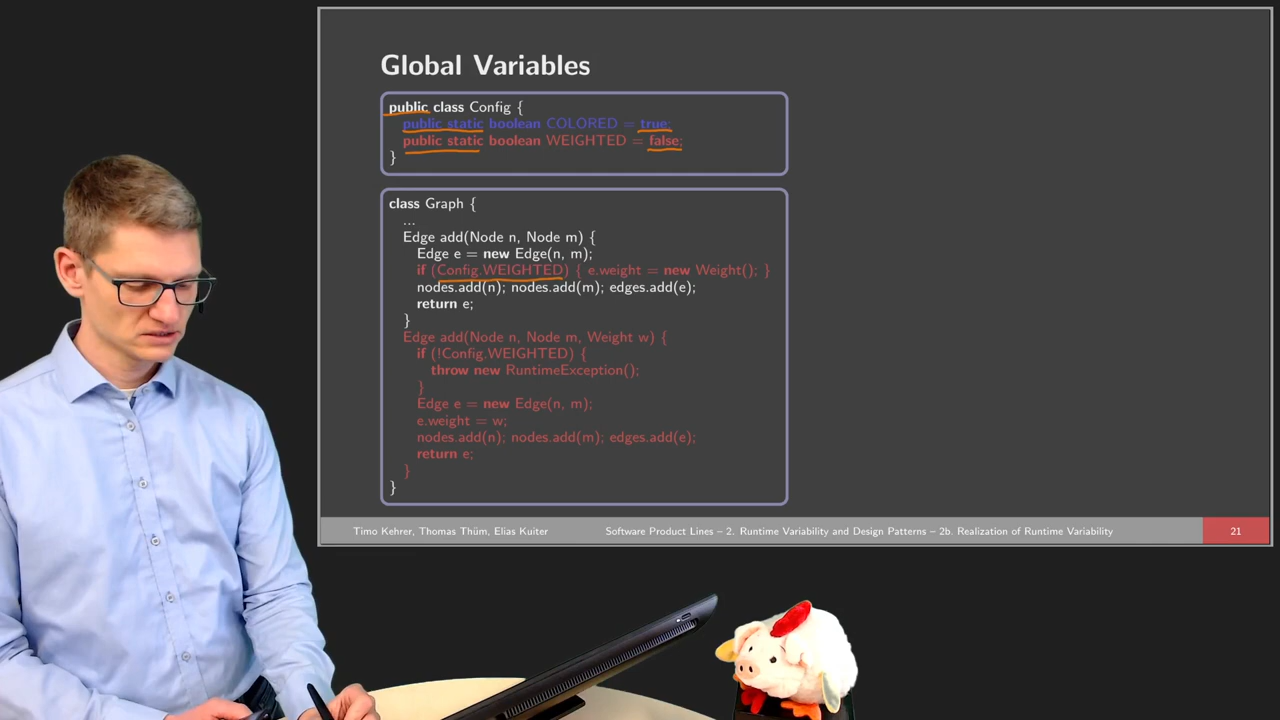 Global Variables
public class Config {
public static boolean COLORED = true;
public static boolean WEIGHTED = false;
}
class Graph {
...
Edge add(Node n, Node m) {
Edge e = new Edge(n, m);
if (Config.WEIGHTED) { e.weight = new Weight(); }
nodes.add(n); nodes.add(m); edges.add(e);
return e;
}
Edge add(Node n, Node m, Weight w) {
if (!Config.WEIGHTED) {
throw new RuntimeException();
}
Edge e = new Edge(n, m);
e.weight = w;
nodes.add(n); nodes.add(m); edges.add(e);
return e;
}
}
Timo Kehrer, Thomas Thüm, Elias Kuiter Software Product Lines – 2. Runtime Variability and Design Patterns – 2b. Realization of Runtime Variability 21